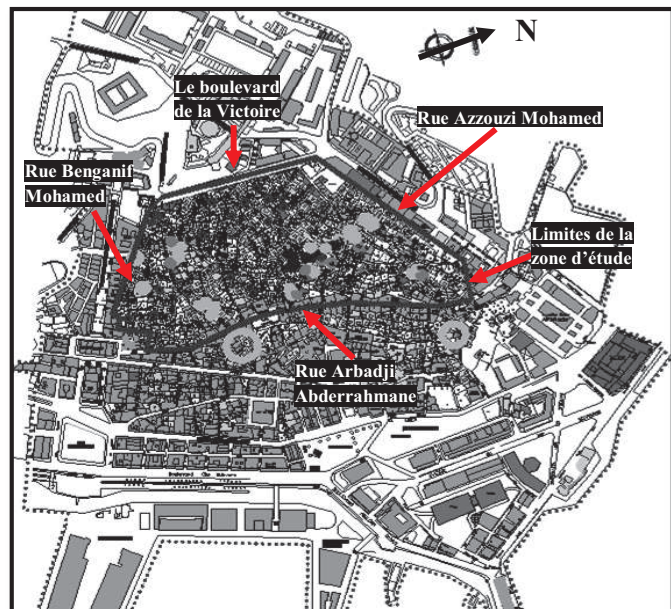 N
Le boulevard
de la Victoire
Rue Azzouzi Mohamed
Rue Benganif
Mohamed
Limites de la
zone d’étude
Rue Arbadji
Abderrahmane